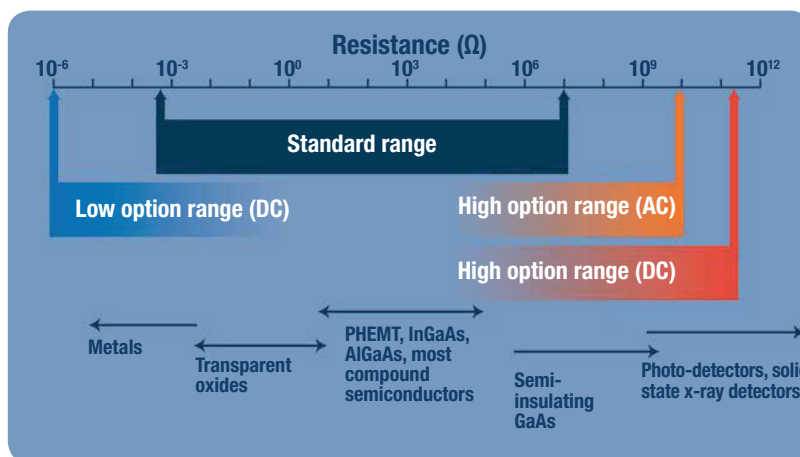 Resistance (Ω)
10⁻⁶ 10⁻³ 10⁰ 10³ 10⁶ 10⁹ 10¹²
Standard range
Low option range (DC)
High option range (AC)
High option range (DC)
Metals
Transparent
oxides
PHEMT, InGaAs,
AlGaAs, most
compound
semiconductors
Semi-
insulating
GaAs
Photo-detectors, soli
state x-ray detectors